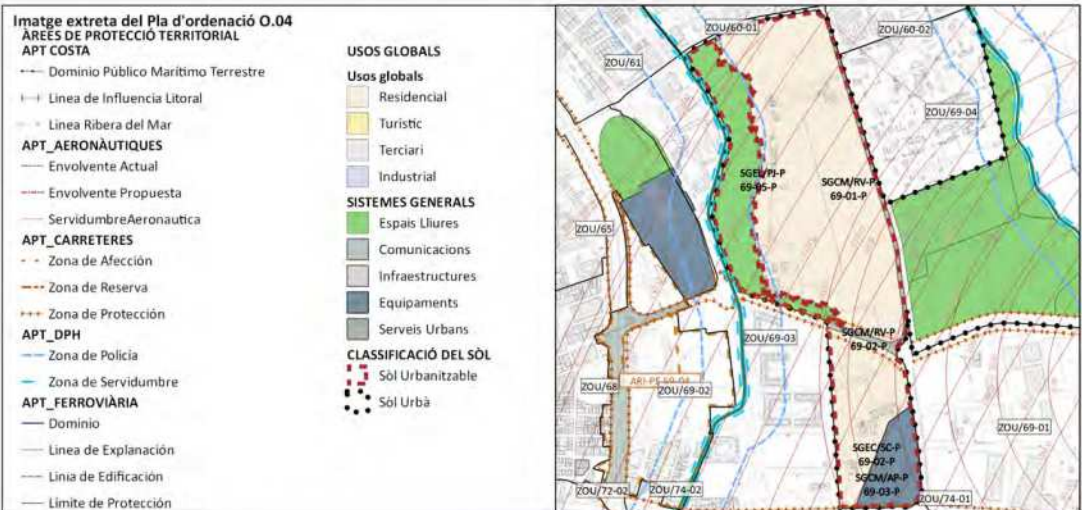 Imatge extreta del Pla d'ordenació O.04
ÀREES DE PROTECCIÓ TERRITORIAL
APT COSTA
Dominio Público Marítimo Terrestre
Linea de Influencia Litoral
Linea Ribera del Mar
APT_AERONÀUTIQUES
Envolvente Actual
Envolvente Propuesta
ServidumbreAeronautica
APT_CARRETERES
Zona de Afección
Zona de Reserva
Zona de Protección
APT_DPH
Zona de Policía
Zona de Servidumbre
APT_FERROVIÀRIA
Dominio
Linea de Explanación
Linia de Edificación
Límite de Protección
USOS GLOBALS
Usos globals
Residencial
Turístic
Terciari
Industrial
SISTEMES GENERALS
Espais Lliures
Comunicacions
Infraestructures
Equipaments
Serveis Urbans
CLASSIFICACIÓ DEL SÒL
Sòl Urbanitzable
Sòl Urbà
ZOU/60-01
ZOU/60-02
ZOU/61
ZOU/69-04
SGEL/PJ-P
69-05-P
SGCM/RV-P
69-01-P
ZOU/65
SGCM/RV-P
69-02-P
ZOU/69-03
ZOU/68
ARI-PE 69-04
ZOU/69-02
ZOU/69-01
SGEC/SC-P
69-02-P
SGCM/AP-P
69-03-P
ZOU/72-02
ZOU/74-02
ZOU/74-01